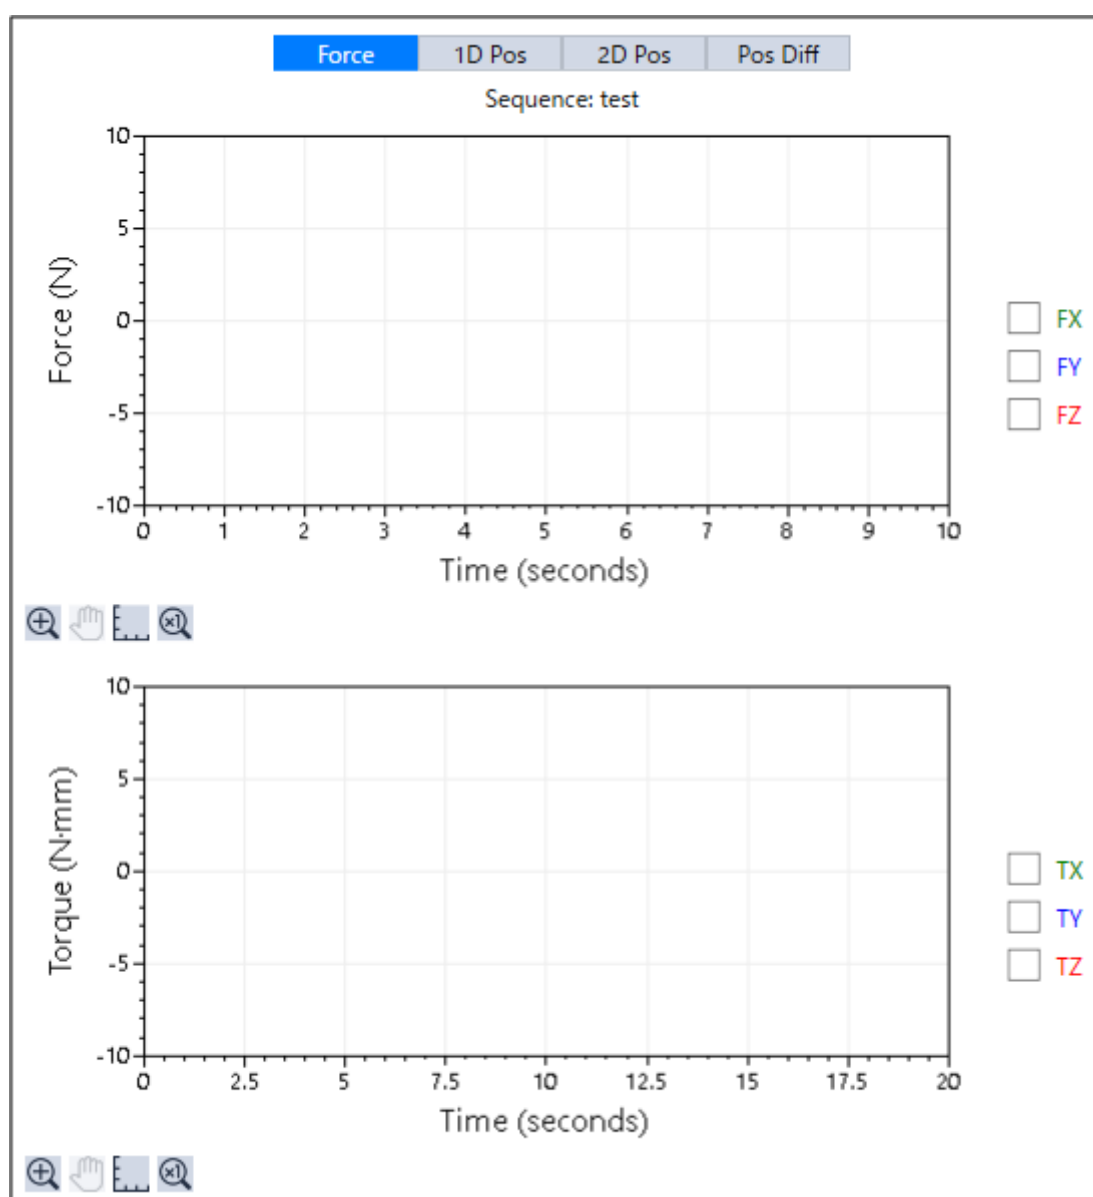 Force 1D Pos 2D Pos Pos Diff
Sequence: test
10
5
0
-5
-10
Force (N)
0 1 2 3 4 5 6 7 8 9 10
Time (seconds)
FX
FY
FZ
×1
10
5
0
-5
-10
Torque (N·mm)
0 2.5 5 7.5 10 12.5 15 17.5 20
Time (seconds)
TX
TY
TZ
×1